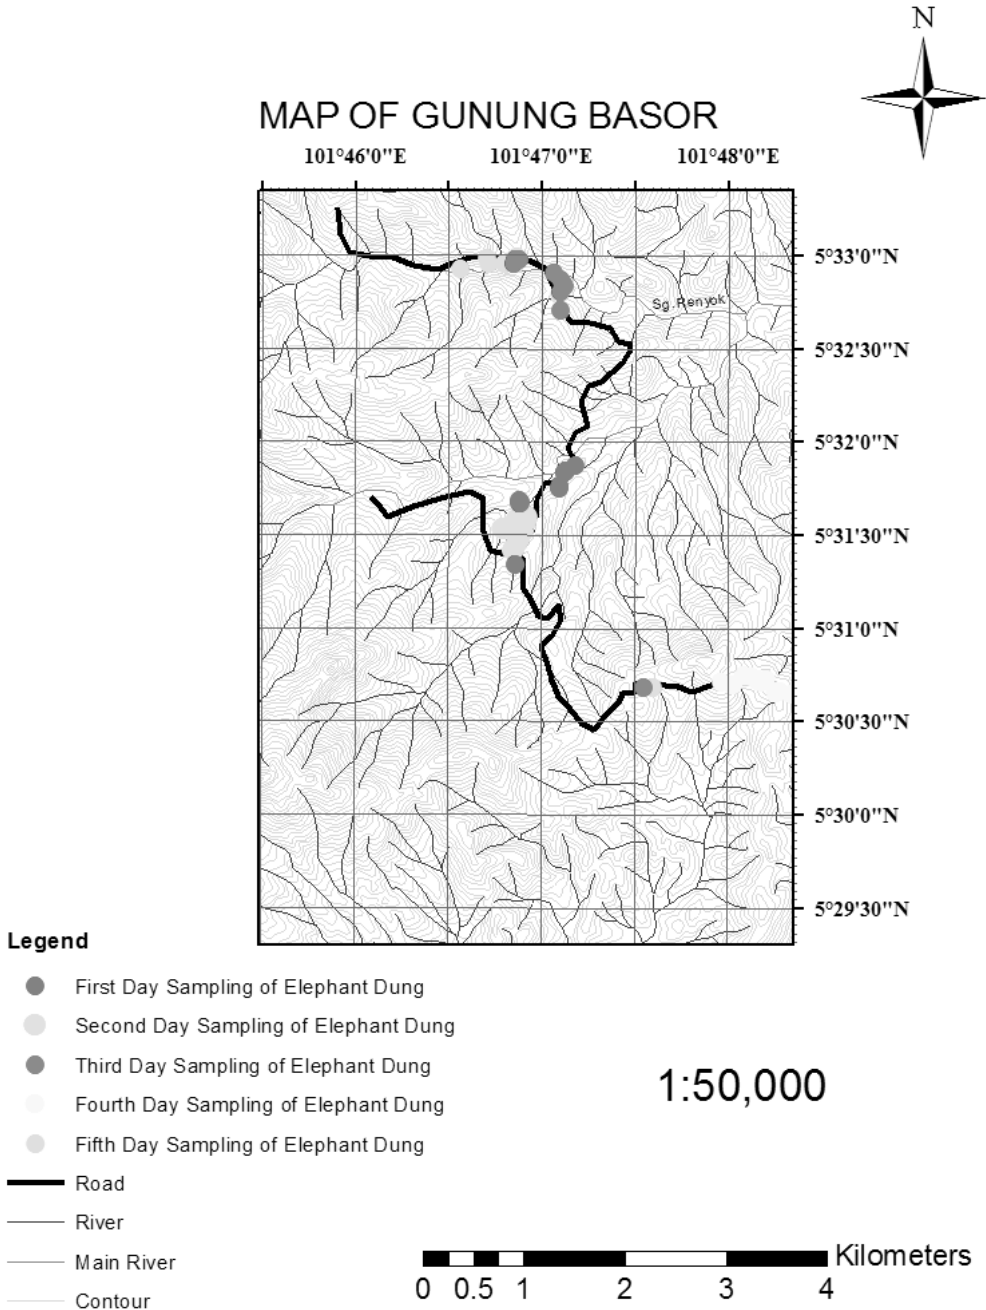 N
MAP OF GUNUNG BASOR
101°46'0"E 101°47'0"E 101°48'0"E
5°33'0"N
Sg.Renyok
5°32'30"N
5°32'0"N
5°31'30"N
5°31'0"N
5°30'30"N
5°30'0"N
5°29'30"N
Legend
First Day Sampling of Elephant Dung
Second Day Sampling of Elephant Dung
Third Day Sampling of Elephant Dung
1:50,000
Fourth Day Sampling of Elephant Dung
Fifth Day Sampling of Elephant Dung
Road
River
Main River
Kilometers
0 0.5 1 2 3 4
Contour